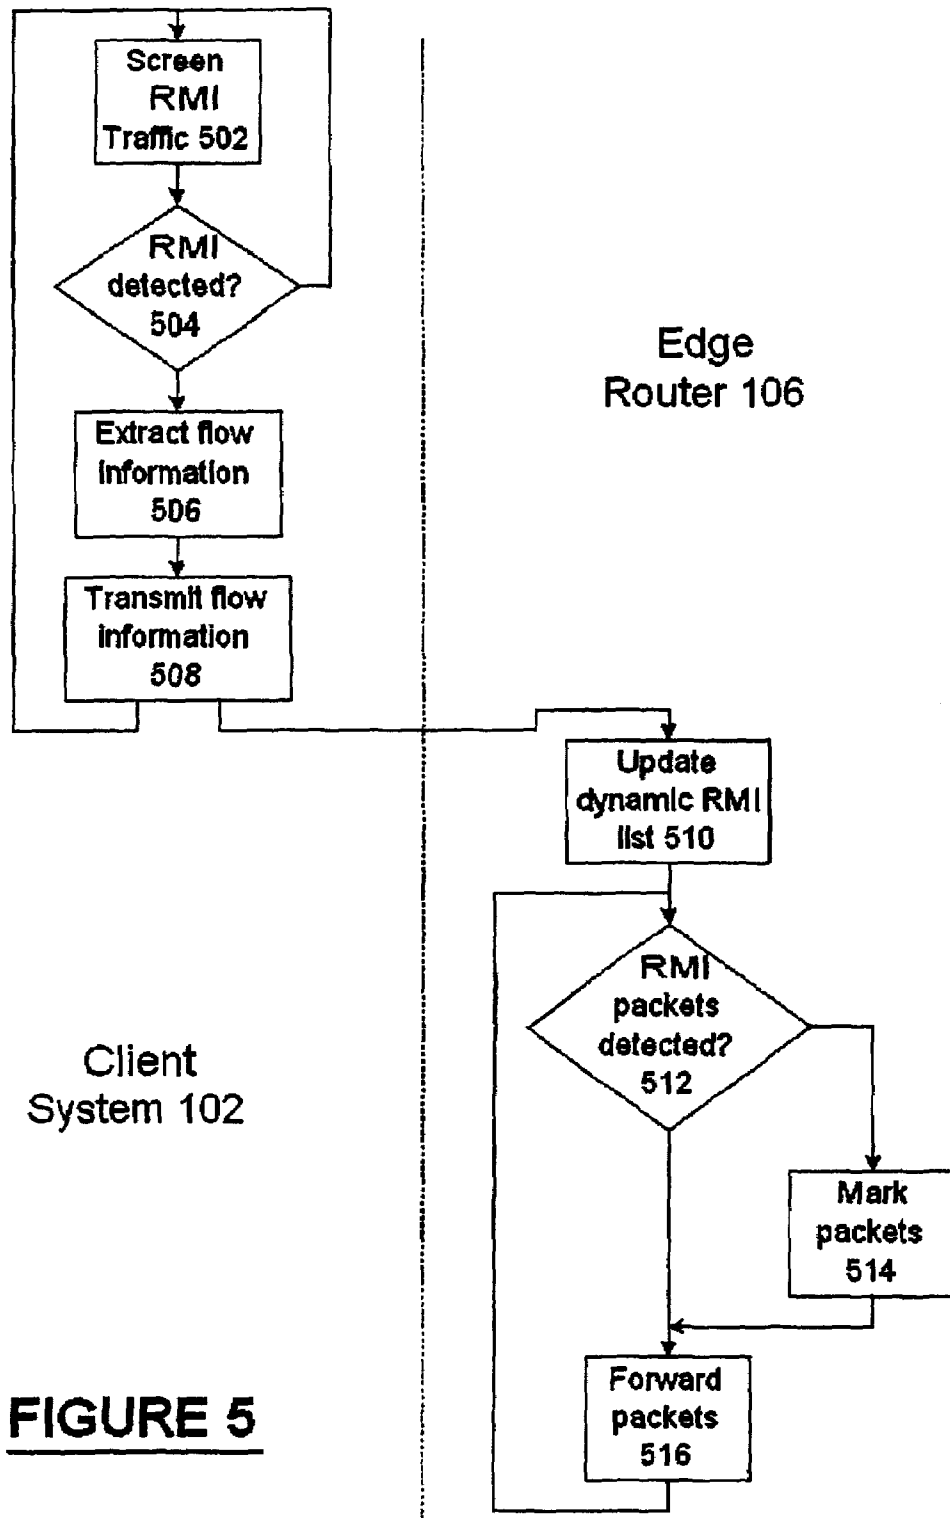 Screen
RMI
Traffic 502
RMI
detected?
504
Extract flow
information
506
Transmit flow
information
508
Edge
Router 106
Update
dynamic RMI
list 510
RMI
packets
detected?
512
Client
System 102
Mark
packets
514
Forward
packets
516
FIGURE 5